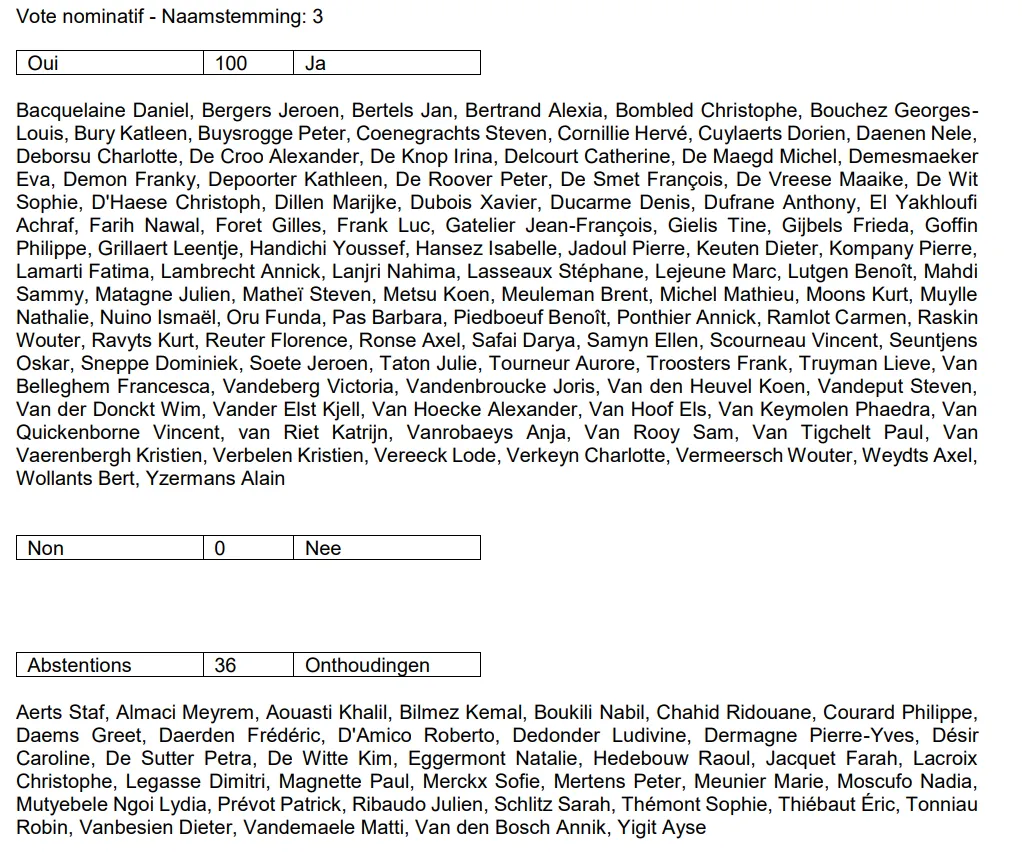 Vote nominatif - Naamstemming: 3
Oui 100 Ja
Bacquelaine Daniel, Bergers Jeroen, Bertels Jan, Bertrand Alexia, Bombled Christophe, Bouchez Georges-
Louis, Bury Katleen, Buysrogge Peter, Coenegrachts Steven, Cornillie Hervé, Cuylaerts Dorien, Daenen Nele,
Deborsu Charlotte, De Croo Alexander, De Knop Irina, Delcourt Catherine, De Maegd Michel, Demesmaeker
Eva, Demon Franky, Depoorter Kathleen, De Roover Peter, De Smet François, De Vreese Maaike, De Wit
Sophie, D'Haese Christoph, Dillen Marijke, Dubois Xavier, Ducarme Denis, Dufrane Anthony, El Yakhloufi
Achraf, Farih Nawal, Foret Gilles, Frank Luc, Gatelier Jean-François, Gielis Tine, Gijbels Frieda, Goffin
Philippe, Grillaert Leentje, Handichi Youssef, Hansez Isabelle, Jadoul Pierre, Keuten Dieter, Kompany Pierre,
Lamarti Fatima, Lambrecht Annick, Lanjri Nahima, Lasseaux Stéphane, Lejeune Marc, Lutgen Benoît, Mahdi
Sammy, Matagne Julien, Matheï Steven, Metsu Koen, Meuleman Brent, Michel Mathieu, Moons Kurt, Muylle
Nathalie, Nuino Ismaël, Oru Funda, Pas Barbara, Piedboeuf Benoît, Ponthier Annick, Ramlot Carmen, Raskin
Wouter, Ravyts Kurt, Reuter Florence, Ronse Axel, Safai Darya, Samyn Ellen, Scourneau Vincent, Seuntjens
Oskar, Sneppe Dominiek, Soete Jeroen, Taton Julie, Tourneur Aurore, Troosters Frank, Truyman Lieve, Van
Belleghem Francesca, Vandeberg Victoria, Vandenbroucke Joris, Van den Heuvel Koen, Vandeput Steven,
Van der Donckt Wim, Vander Elst Kjell, Van Hoecke Alexander, Van Hoof Els, Van Keymolen Phaedra, Van
Quickenborne Vincent, van Riet Katrijn, Vanrobaeys Anja, Van Rooy Sam, Van Tigchelt Paul, Van
Vaerenbergh Kristien, Verbelen Kristien, Vereeck Lode, Verkeyn Charlotte, Vermeersch Wouter, Weydts Axel,
Wollants Bert, Yzermans Alain
Non 0 Nee
Abstentions 36 Onthoudingen
Aerts Staf, Almaci Meyrem, Aouasti Khalil, Bilmez Kemal, Boukili Nabil, Chahid Ridouane, Courard Philippe,
Daems Greet, Daerden Frédéric, D'Amico Roberto, Dedonder Ludivine, Dermagne Pierre-Yves, Désir
Caroline, De Sutter Petra, De Witte Kim, Eggermont Natalie, Hedebouw Raoul, Jacquet Farah, Lacroix
Christophe, Legasse Dimitri, Magnette Paul, Merckx Sofie, Mertens Peter, Meunier Marie, Moscufo Nadia,
Mutyebele Ngoi Lydia, Prévot Patrick, Ribaudo Julien, Schlitz Sarah, Thémont Sophie, Thiébaut Éric, Tonniau
Robin, Vanbesien Dieter, Vandemaele Matti, Van den Bosch Annik, Yigit Ayse